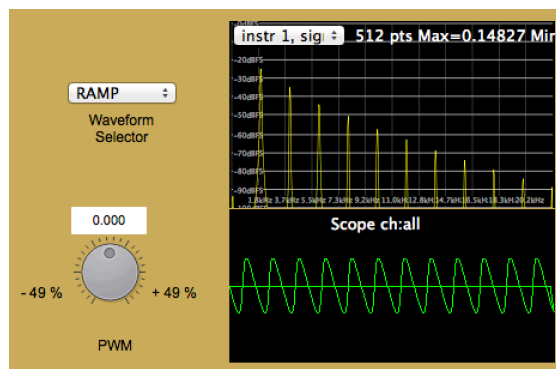 instr 1, sig 512 pts Max=0.14827 Mir
-20dBFS
-30dBFS
-40dBFS
-50dBFS
-60dBFS
-70dBFS
-80dBFS
-90dBFS
1.8kHz 3.7kHz 5.5kHz 7.3kHz 9.2kHz 11.0kHz 12.8kHz 14.7kHz 16.5kHz 18.3kHz 20.2kHz
RAMP
Waveform
Selector
0.000
Scope ch:all
- 49 % + 49 %
PWM